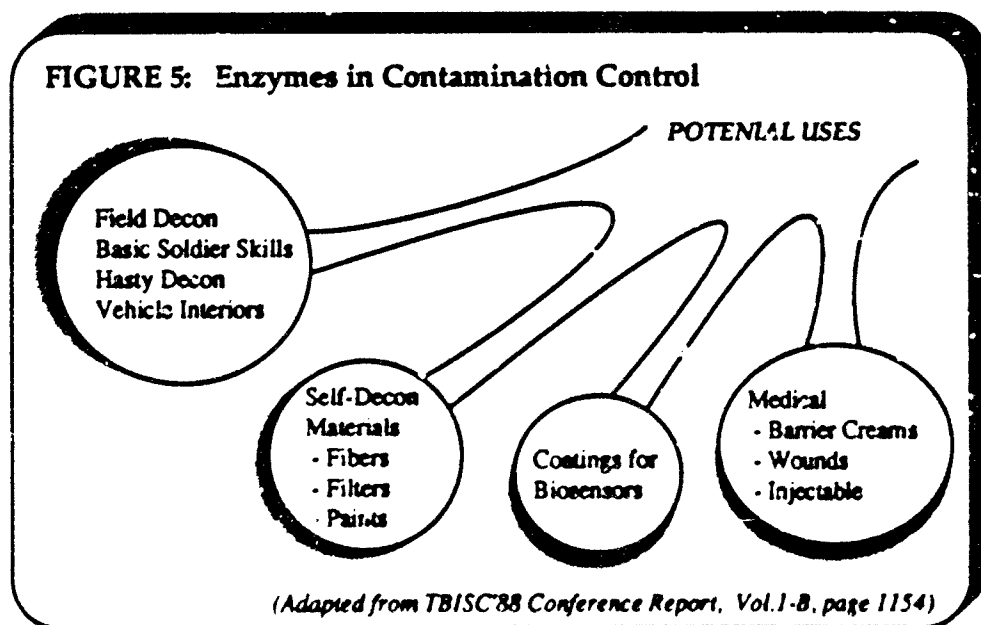 FIGURE 5: Enzymes in Contamination Control
POTENIAL USES
Field Decon
Basic Soldier Skills
Hasty Decon
Vehicle Interiors
Self-Decon
Materials
- Fibers
- Filters
- Paints
Coatings for
Biosensors
Medical
- Barrier Creams
- Wounds
- Injectable
(Adapted from TBISC'88 Conference Report, Vol.1-B, page 1154)